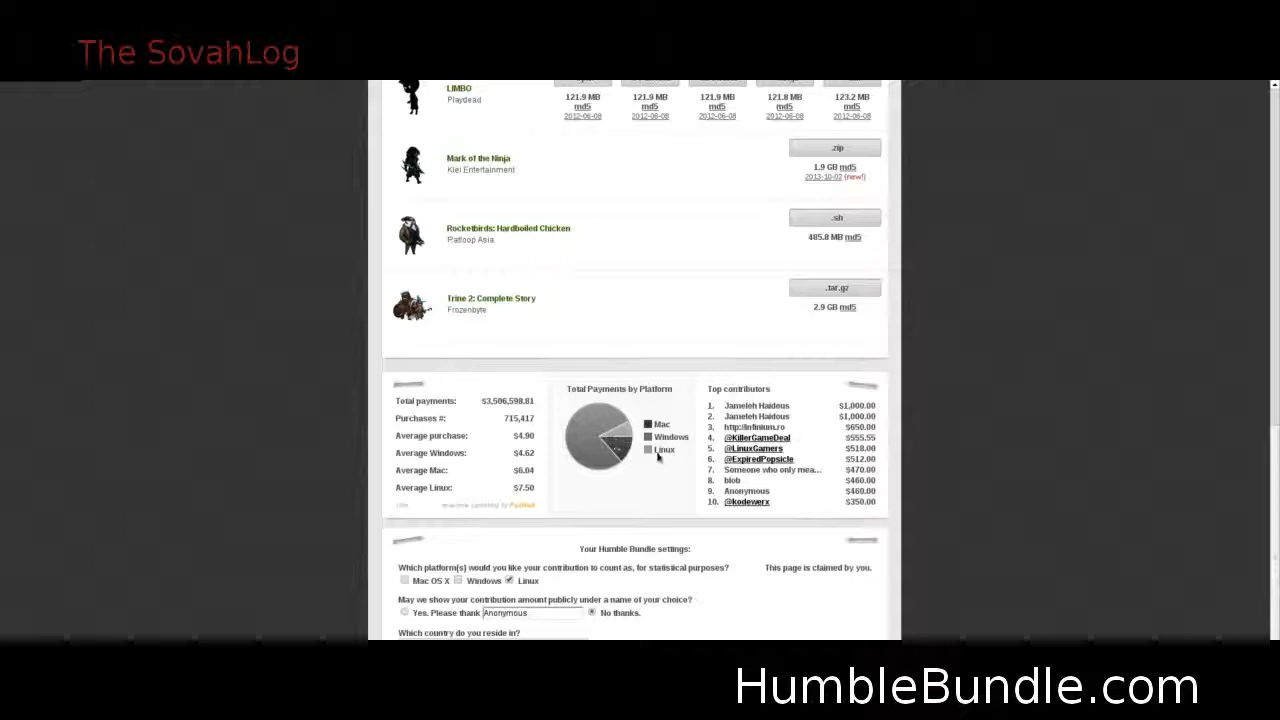 The SovahLog
LIMBO
Playdead
121.9 MB 121.9 MB 121.9 MB 121.8 MB 123.2 MB
md5 md5 md5 md5 md5
2012-06-08 2012-06-08 2012-06-08 2012-06-08 2012-06-08
Mark of the Ninja
Klei Entertainment
.zip
1.9 GB md5
2013-10-02 (new!)
Rocketbirds: Hardboiled Chicken
Ratloop Asia
.sh
485.8 MB md5
Trine 2: Complete Story
Frozenbyte
.tar.gz
2.9 GB md5
Total payments: $3,506,598.81
Purchases #: 715,417
Average purchase: $4.90
Average Windows: $4.62
Average Mac: $6.04
Average Linux: $7.50
Total Payments by Platform
Mac
Windows
Linux
Top contributors
1. Jameleh Haidous $1,000.00
2. Jameleh Haidous $1,000.00
3. http://infinium.ro $650.00
4. @KillerGameDeal $555.55
5. @LinuxGamers $518.00
6. @ExpiredPopsicle $512.00
7. Someone who only mea... $470.00
8. blob $460.00
9. Anonymous $460.00
10. @kodewerx $350.00
Your Humble Bundle settings:
Which platform(s) would you like your contribution to count as, for statistical purposes? This page is claimed by you.
Mac OS X Windows Linux
May we show your contribution amount publicly under a name of your choice?
Yes. Please thank Anonymous No thanks.
Which country do you reside in?
HumbleBundle.com